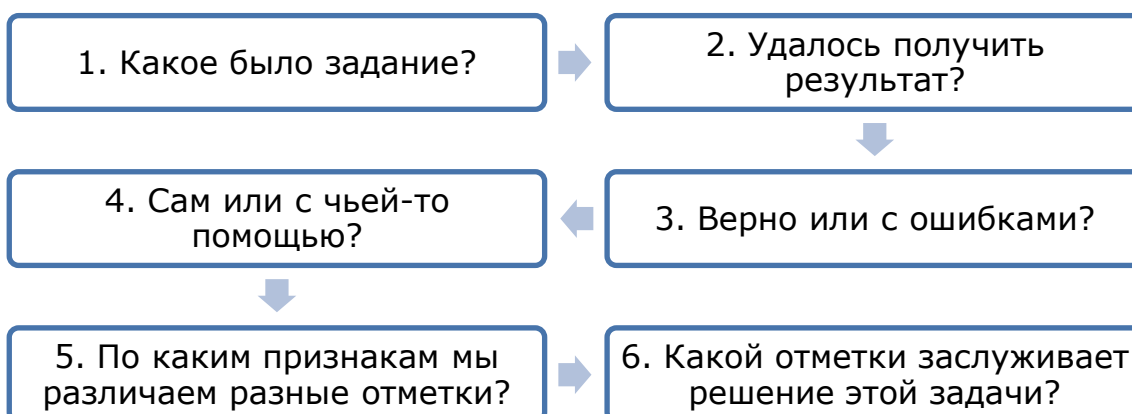 1. Какое было задание?
2. Удалось получить
результат?
3. Верно или с ошибками?
4. Сам или с чьей-то
помощью?
5. По каким признакам мы
различаем разные отметки?
6. Какой отметки заслуживает
решение этой задачи?